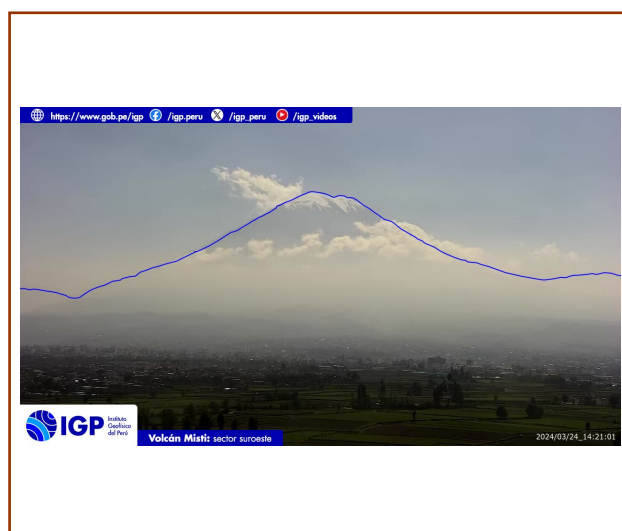 https://www.gob.pe/igp /igp.peru /igp_peru /igp_videos
IGP
Instituto
Geofísico
del Perú
Volcán Misti: sector suroeste
2024/03/24_14:21:01